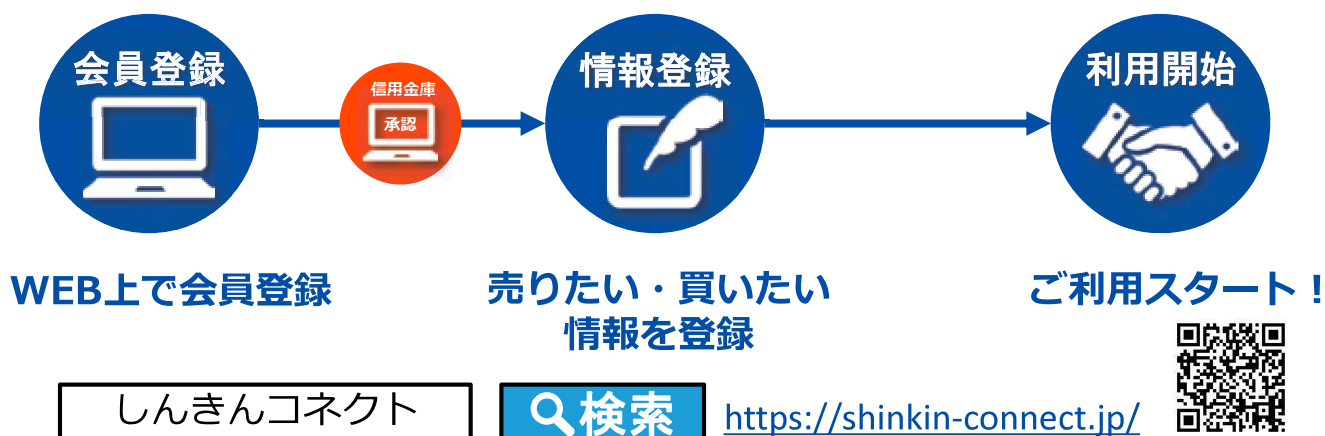 会員登録
信用金庫
承認
情報登録
利用開始
WEB上で会員登録
売りたい・買いたい
情報を登録
ご利用スタート！
しんきんコネクト
検索
https://shinkin-connect.jp/